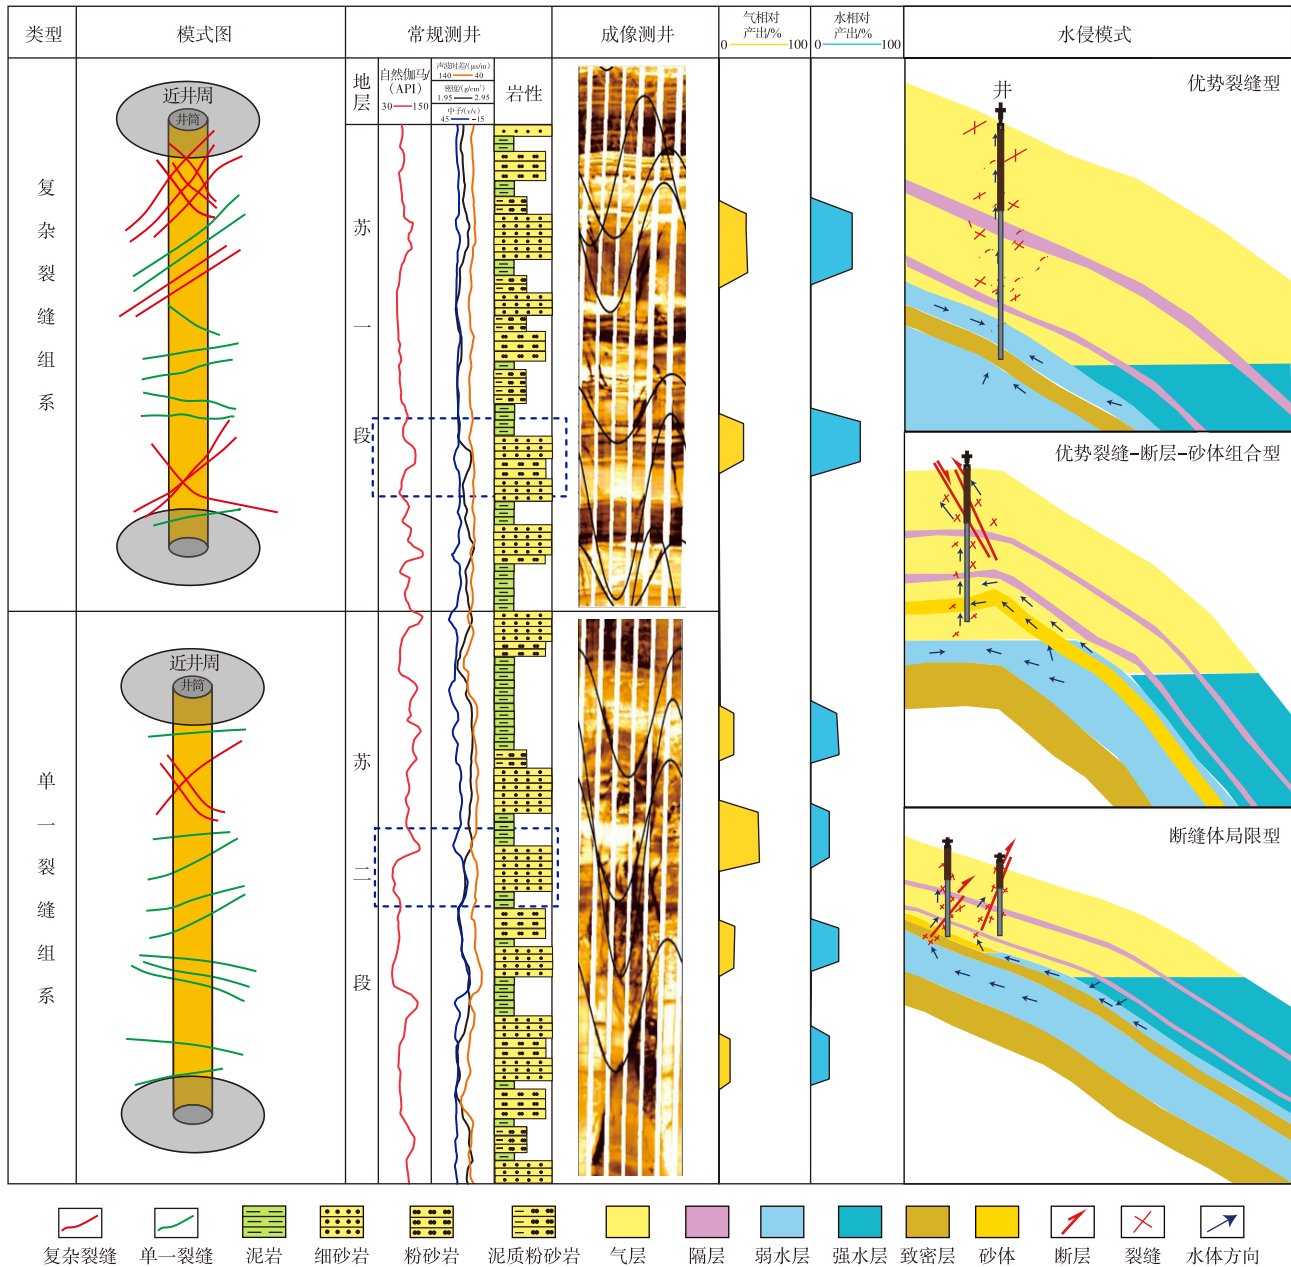 类型
模式图
常规测井
成像测井
气相对
产出/%
0 100
水相对
产出/%
0 100
水侵模式
地层
自然伽马/
(API)
30 150
声波时差/(μs/m)
140 40
密度/(g/cm³)
1.95 2.95
中子/(v/v)
45 -15
岩性
复杂裂缝组系
近井周
井筒
苏一段
优势裂缝型
井
优势裂缝-断层-砂体组合型
单一裂缝组系
近井周
井筒
苏二段
断缝体局限型
复杂裂缝
单一裂缝
泥岩
细砂岩
粉砂岩
泥质粉砂岩
气层
隔层
弱水层
强水层
致密层
砂体
断层
裂缝
水体方向